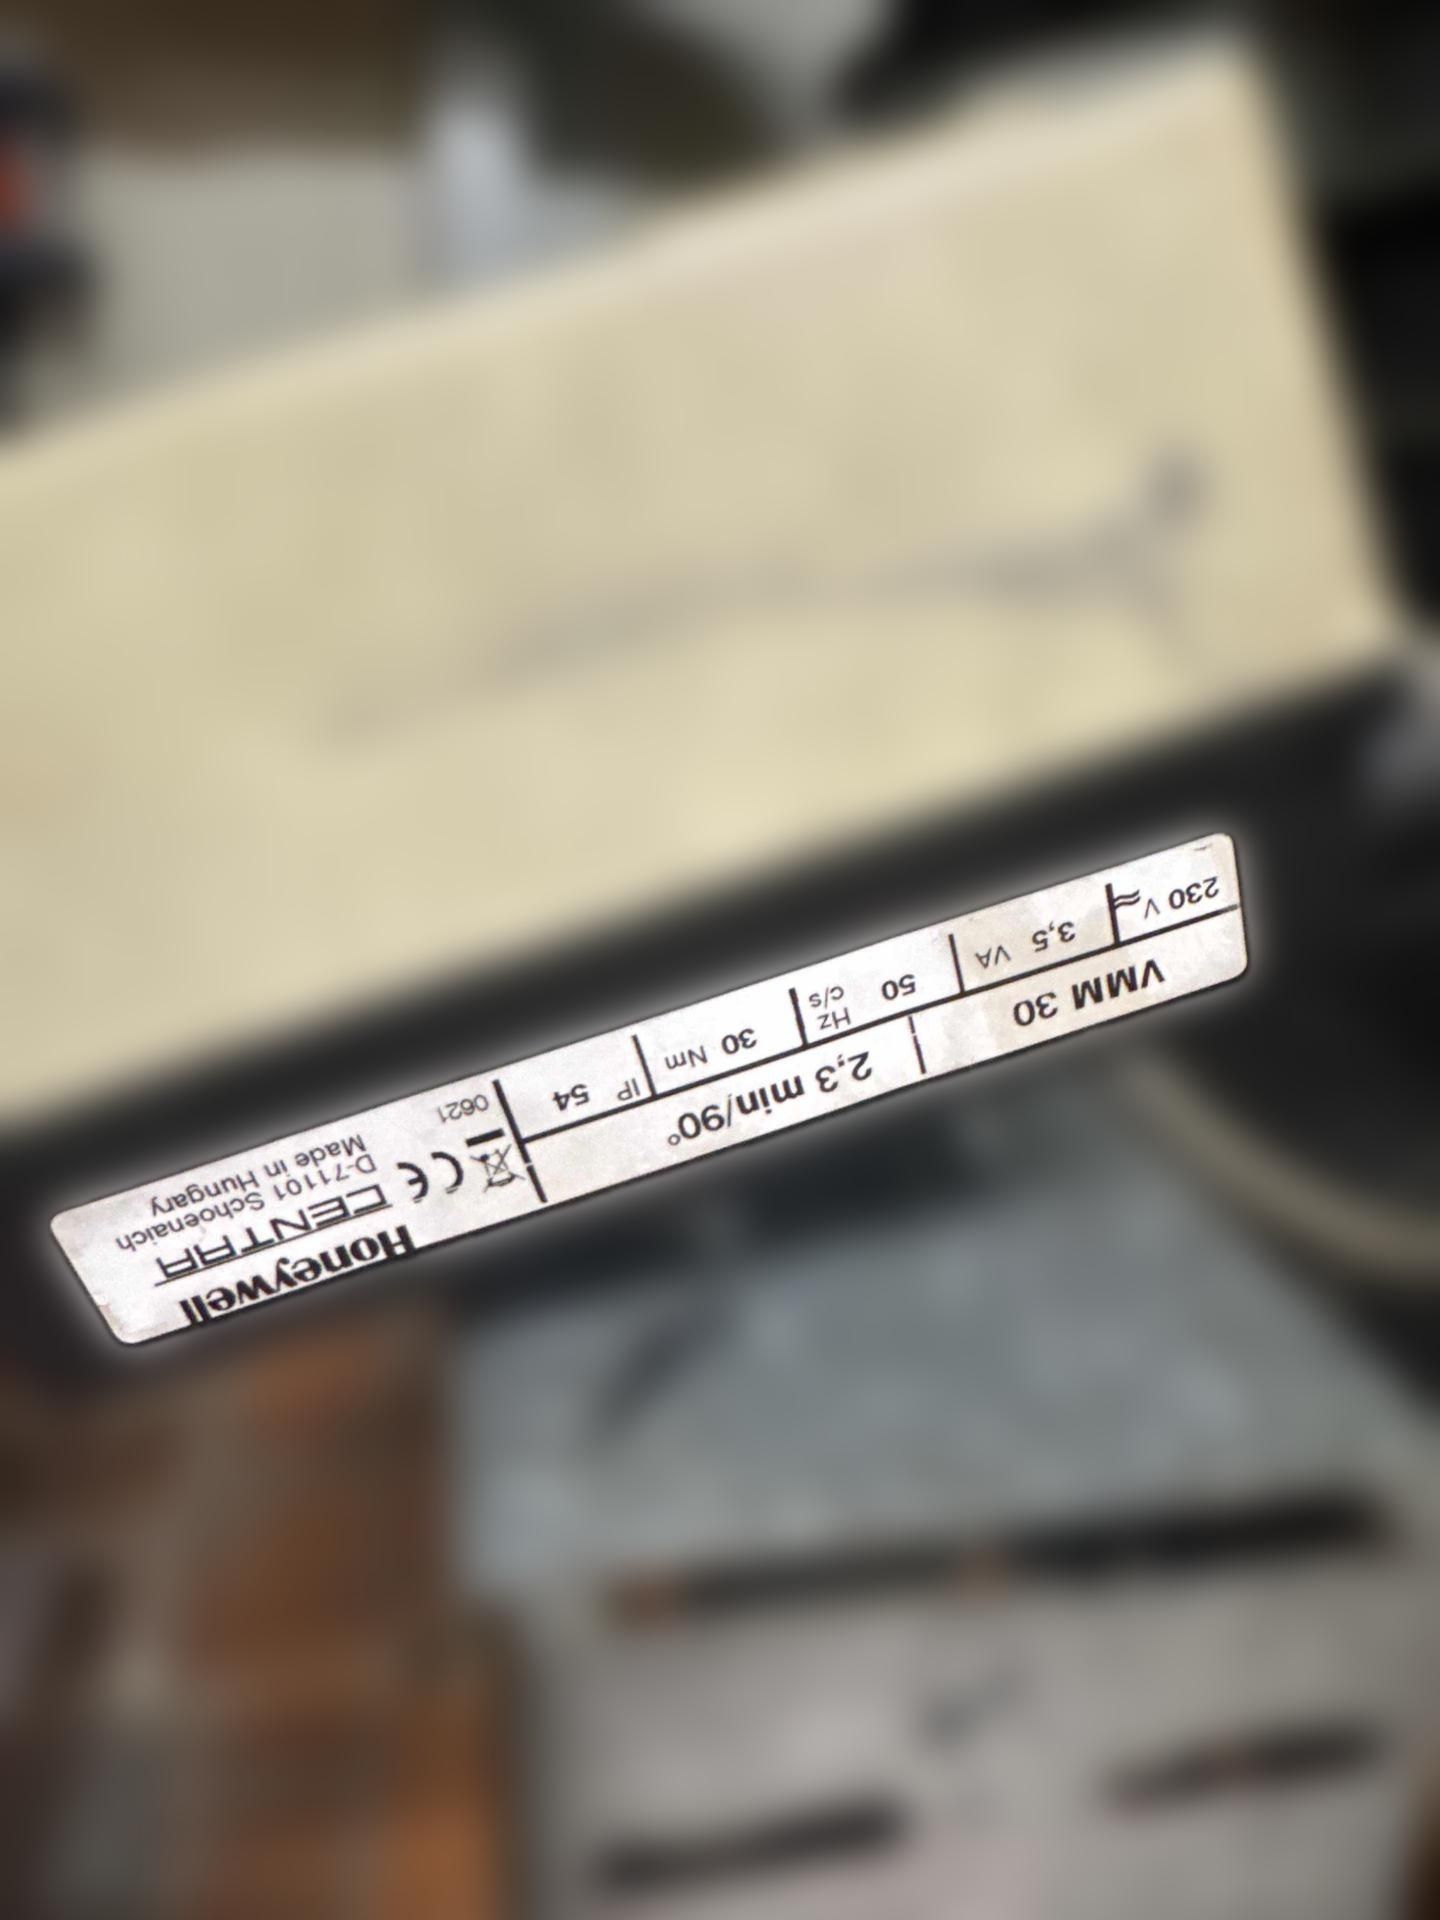 VMM 30
2,3 min/90°
230 V ≈
3,5 VA
50 Hz c/s
30 Nm
IP 54
0621
CE
Honeywell
CENTRA
D-71101 Schoenaich
Made in Hungary